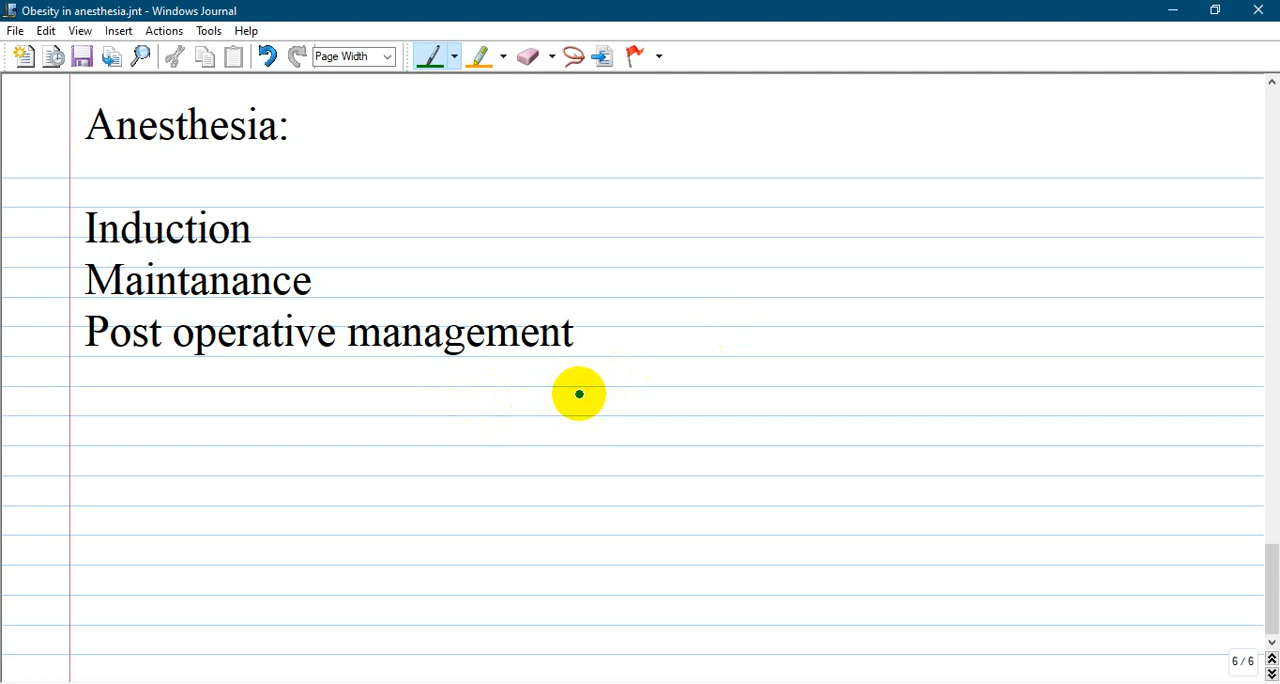 Obesity in anesthesia.jnt - Windows Journal
File Edit View Insert Actions Tools Help
Page Width
Anesthesia:
Induction
Maintanance
Post operative management
6 / 6